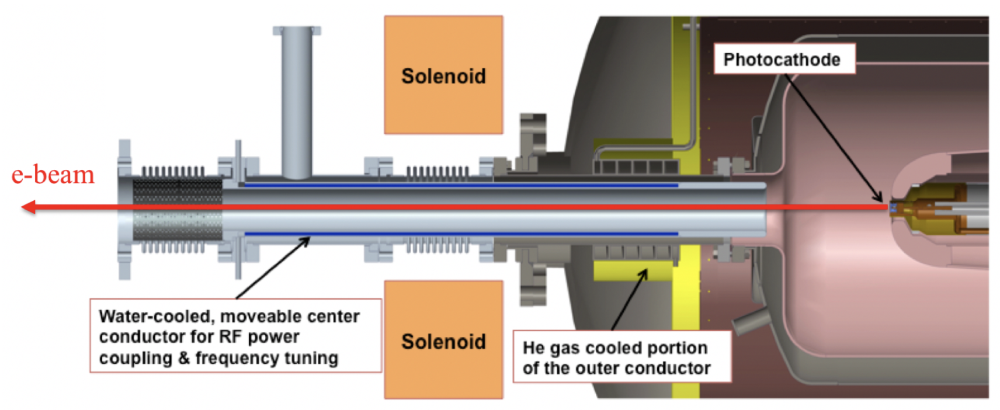 Solenoid
Photocathode
e-beam
Water-cooled, moveable center
conductor for RF power
coupling & frequency tuning
Solenoid
He gas cooled portion
of the outer conductor